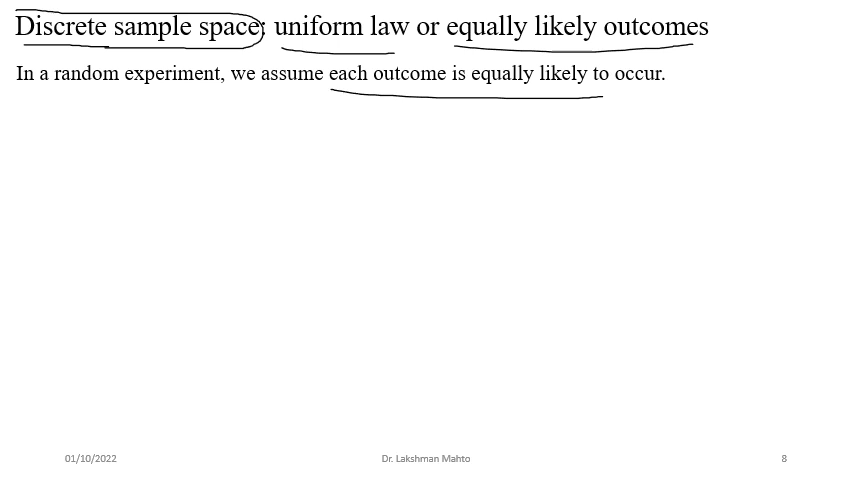 Discrete sample space: uniform law or equally likely outcomes
In a random experiment, we assume each outcome is equally likely to occur.
01/10/2022 Dr. Lakshman Mahto 8